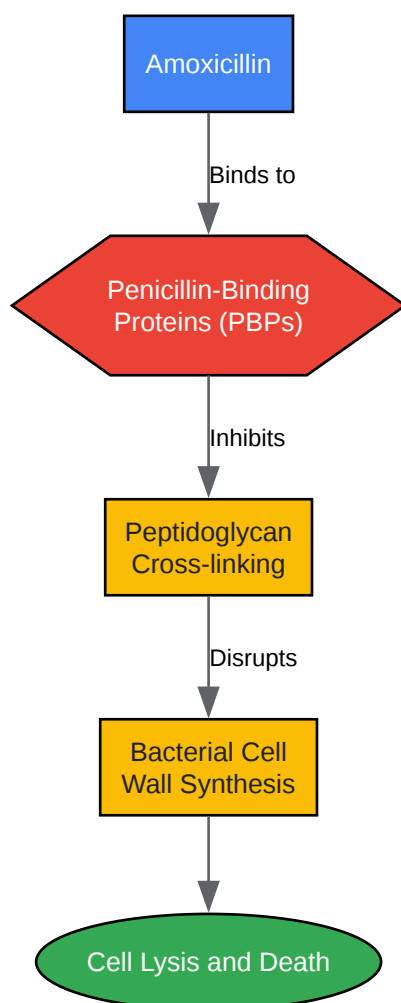 Amoxicillin
Binds to
Penicillin-Binding
Proteins (PBPs)
Inhibits
Peptidoglycan
Cross-linking
Disrupts
Bacterial Cell
Wall Synthesis
Cell Lysis and Death